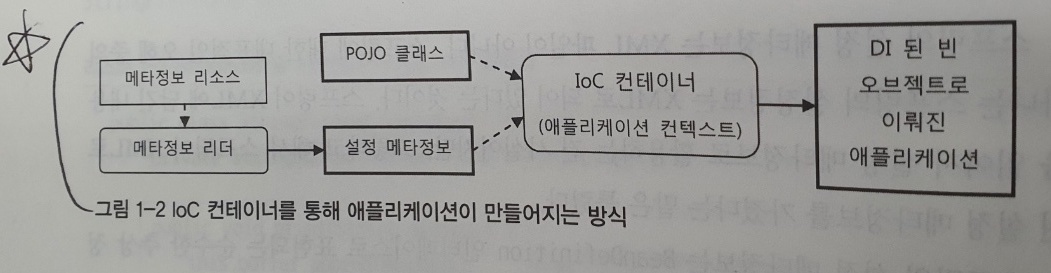 POJO 클래스
메타정보 리소스
메타정보 리더
설정 메타정보
IoC 컨테이너
(애플리케이션 컨텍스트)
DI 된 빈
오브젝트로
이뤄진
애플리케이션
그림 1-2 IoC 컨테이너를 통해 애플리케이션이 만들어지는 방식